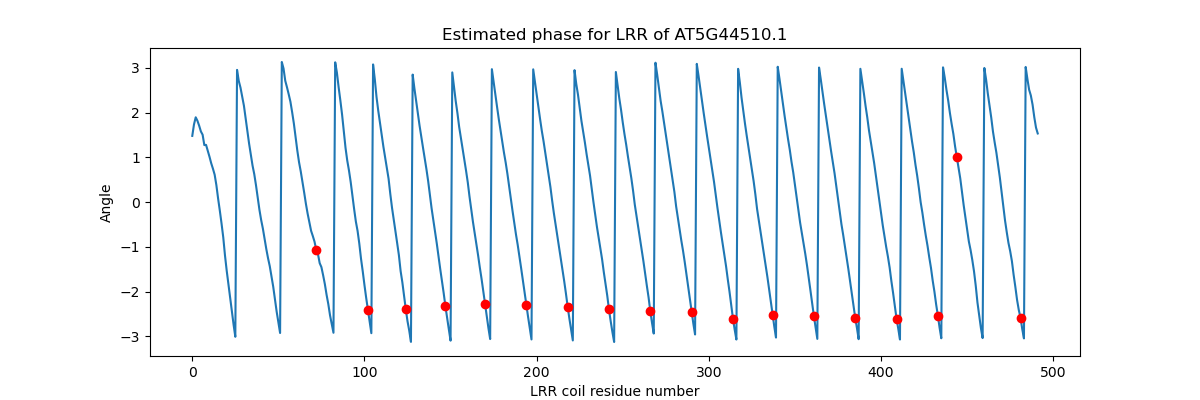 Estimated phase for LRR of AT5G44510.1
3
2
1
0
−1
−2
−3
Angle
0 100 200 300 400 500
LRR coil residue number